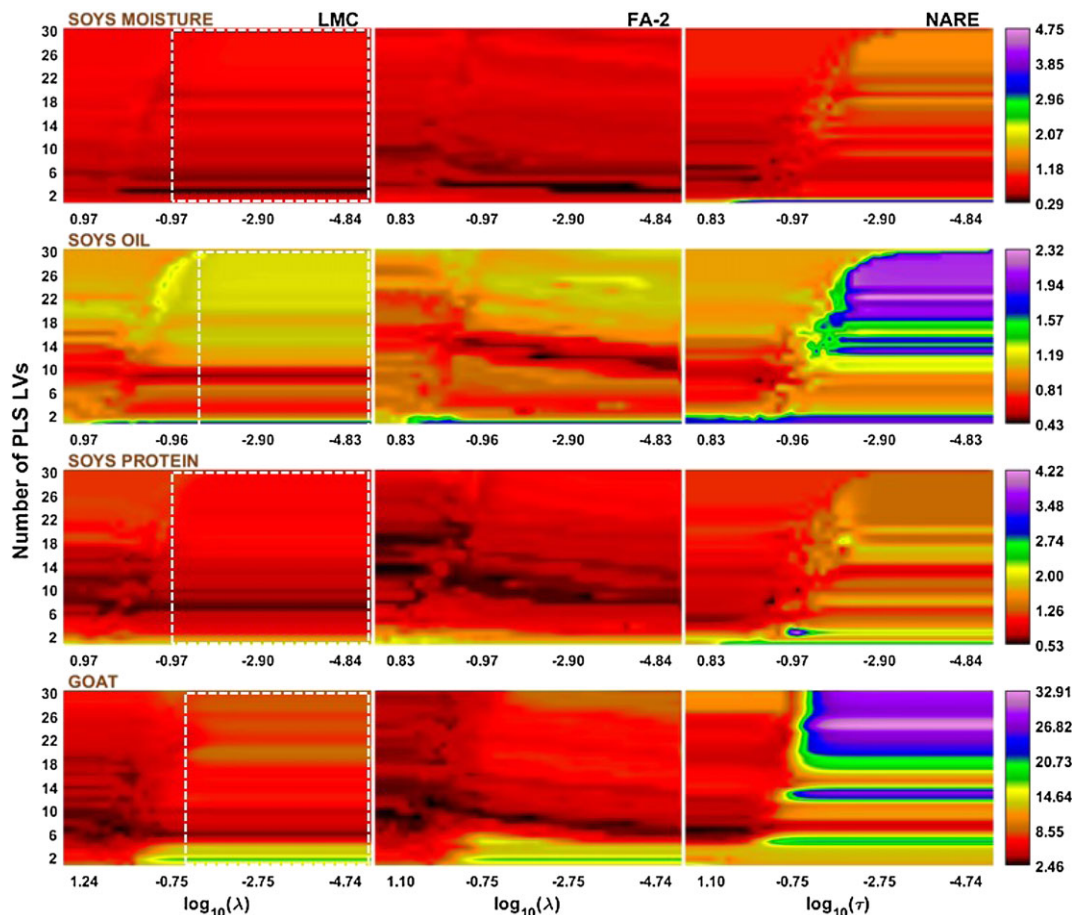 SOYS MOISTURE LMC FA-2 NARE
30 26 22 18 14 10 6 2
4.75 3.85 2.96 2.07 1.18 0.29
0.97 -0.97 -2.90 -4.84 0.83 -0.97 -2.90 -4.84 0.83 -0.97 -2.90 -4.84
SOYS OIL
30 26 22 18 14 10 6 2
2.32 1.94 1.57 1.19 0.81 0.43
0.97 -0.96 -2.90 -4.83 0.83 -0.96 -2.90 -4.83 0.83 -0.96 -2.90 -4.83
Number of PLS LVs
SOYS PROTEIN
30 26 22 18 14 10 6 2
4.22 3.48 2.74 2.00 1.26 0.53
0.97 -0.97 -2.90 -4.84 0.83 -0.97 -2.90 -4.84 0.83 -0.97 -2.90 -4.84
GOAT
30 26 22 18 14 10 6 2
32.91 26.82 20.73 14.64 8.55 2.46
1.24 -0.75 -2.75 -4.74 1.10 -0.75 -2.75 -4.74 1.10 -0.75 -2.75 -4.74
log10(λ) log10(λ) log10(τ)